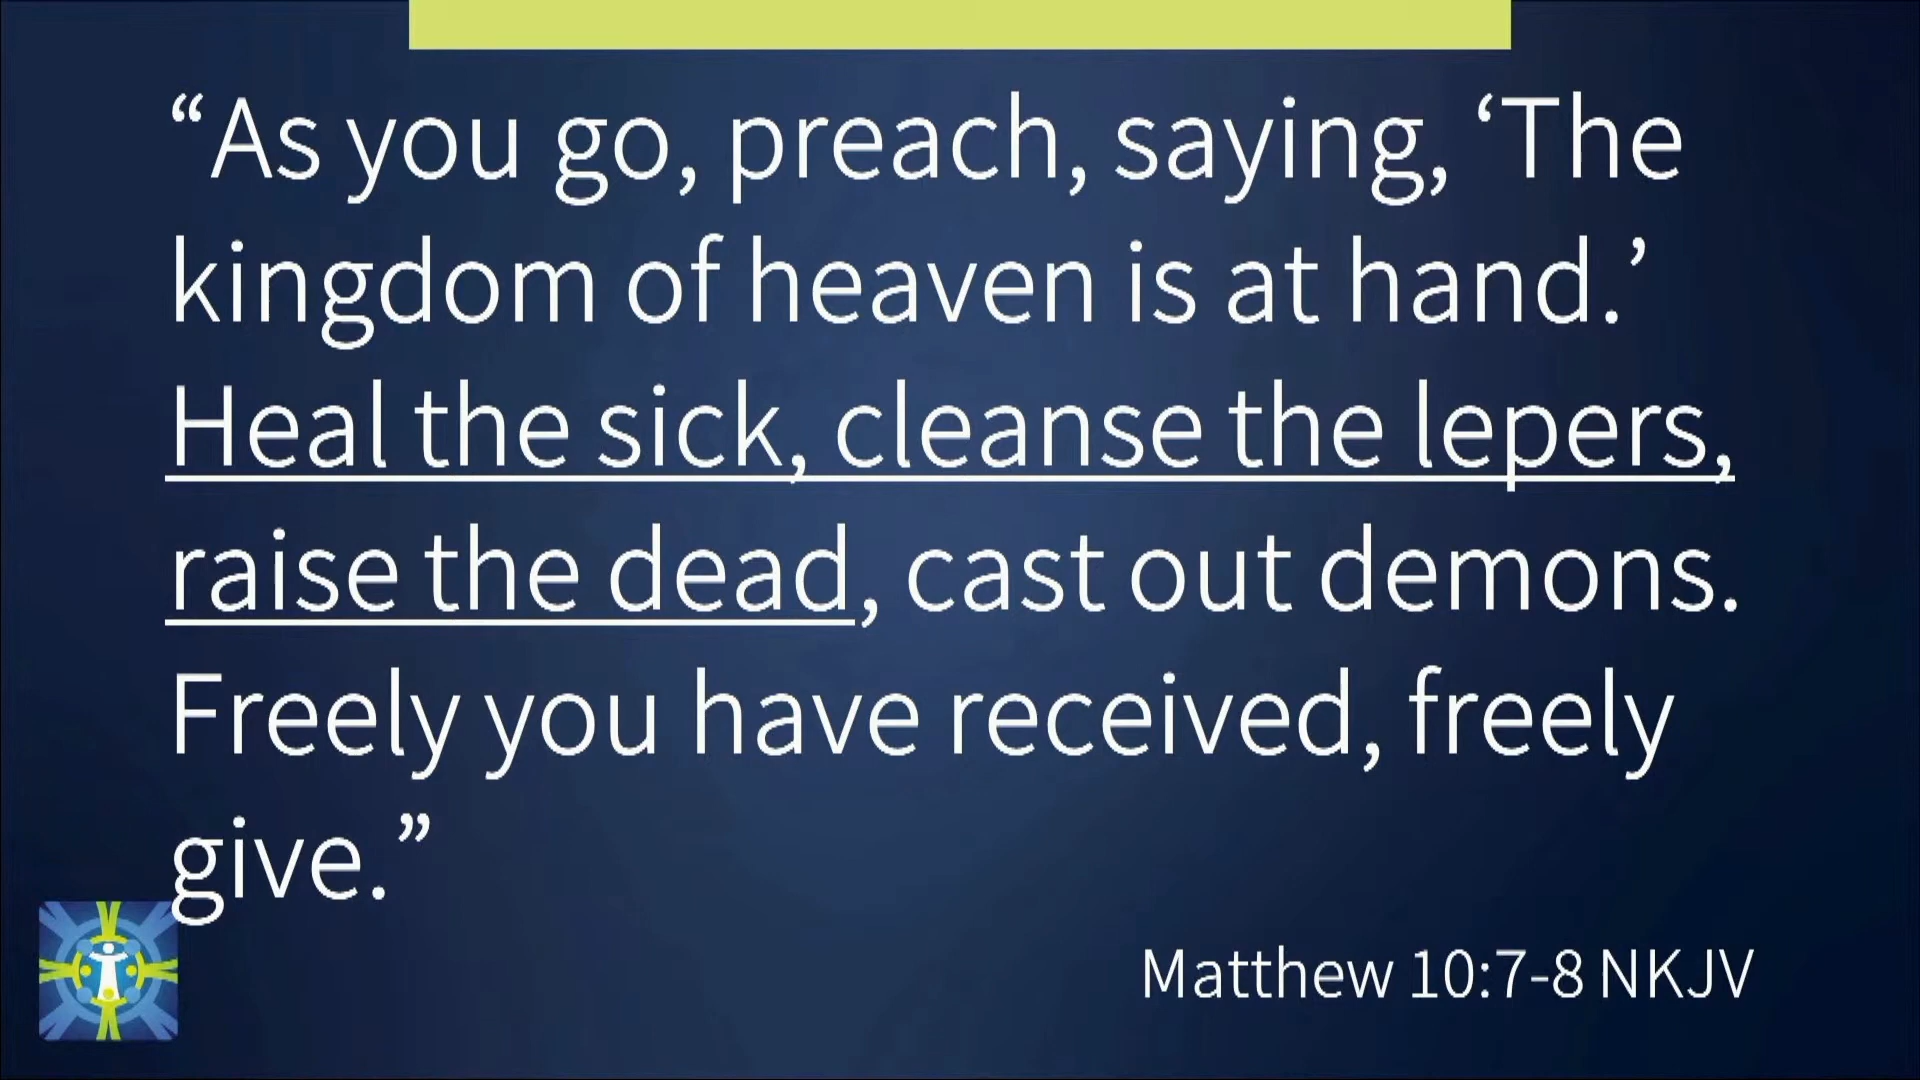 “As you go, preach, saying, ‘The
kingdom of heaven is at hand.’
Heal the sick, cleanse the lepers,
raise the dead, cast out demons.
Freely you have received, freely
give.”
Matthew 10:7-8 NKJV